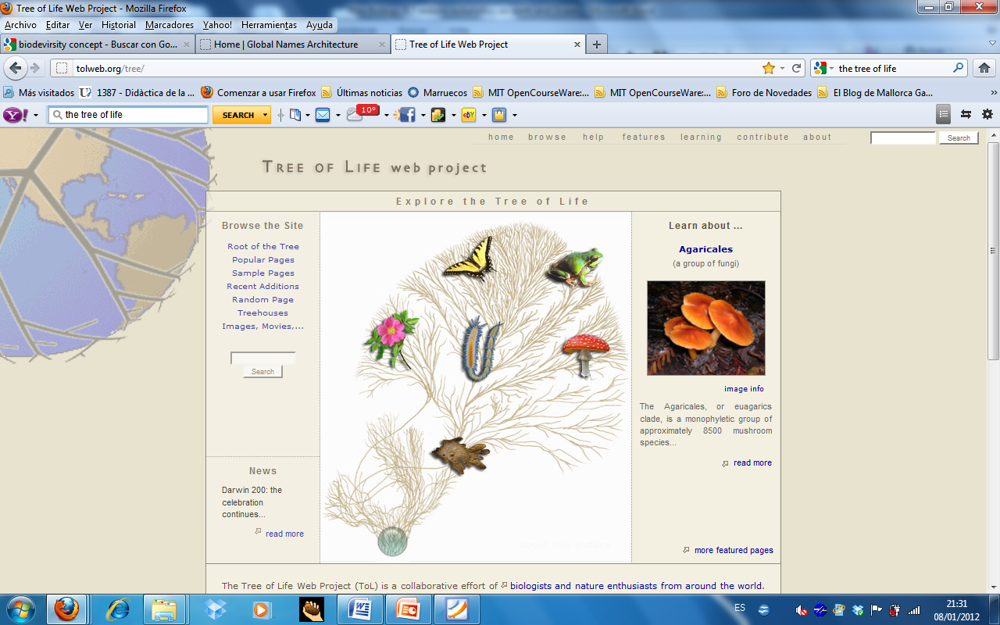 Tree of Life Web Project - Mozilla Firefox
Archivo Editar Ver Historial Marcadores Yahoo! Herramientas Ayuda
biodevirsity concept - Buscar con Go...
Home | Global Names Architecture
Tree of Life Web Project
tolweb.org/tree/
the tree of life
Más visitados
1387 - Didàctica de la ...
Comenzar a usar Firefox
Últimas noticias
Marruecos
MIT OpenCourseWare:...
MIT OpenCourseWare:...
Foro de Novedades
El Blog de Mallorca Ga...
the tree of life
SEARCH
10°
home browse help features learning contribute about
Search
TREE OF LIFE web project
Explore the Tree of Life
Browse the Site
Root of the Tree
Popular Pages
Sample Pages
Recent Additions
Random Page
Treehouses
Images, Movies,...
Search
News
Darwin 200: the
celebration
continues...
read more
Learn about ...
Agaricales
(a group of fungi)
image info
The Agaricales, or euagarics
clade, is a monophyletic group of
approximately 8500 mushroom
species...
read more
more featured pages
about this picture
The Tree of Life Web Project (ToL) is a collaborative effort of biologists and nature enthusiasts from around the world.
ES
21:31
08/01/2012